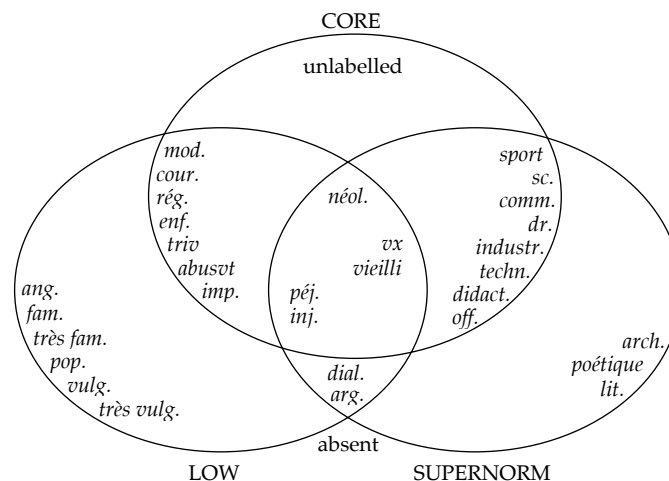 CORE
unlabelled
mod.
cour.
rég.
enf.
triv
abusvt
imp.
néol.
vx
vieilli
péj.
inj.
sport
sc.
comm.
dr.
industr.
techn.
didact.
off.
ang.
fam.
très fam.
pop.
vulg.
très vulg.
dial.
arg.
arch.
poétique
lit.
absent
LOW
SUPERNORM